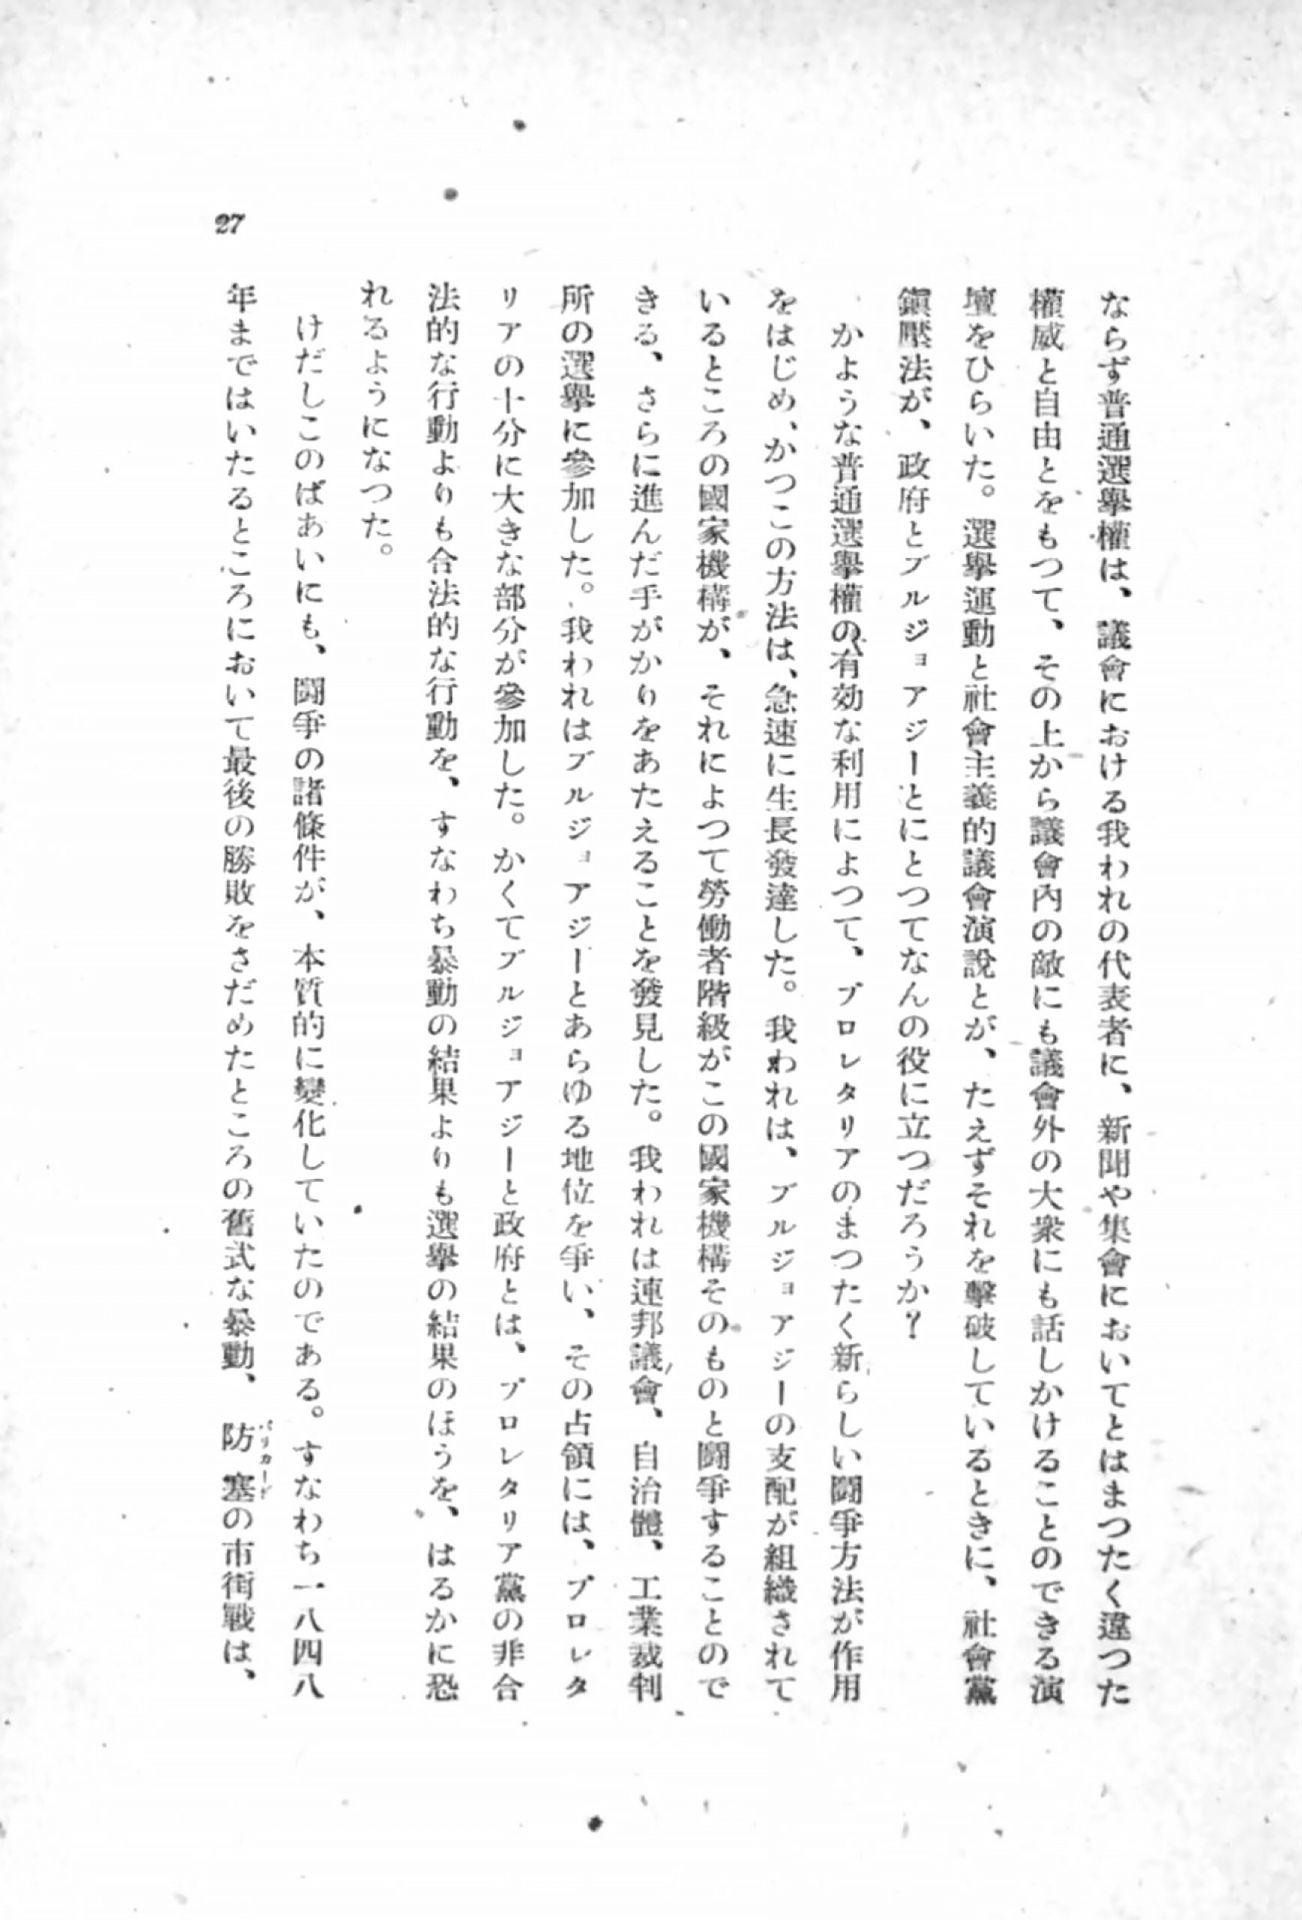 ならず普通選擧權は、議會における我われの代表者に、新聞や集會においてとはまつたく違つた
權威と自由とをもつて、その上から議會內の敵にも議會外の大衆にも話しかけることのできる演
壇をひらいた。選擧運動と社會主義的議會演說とが、たえずそれを擊破しているときに、社會黨
鎭壓法が、政府とブルジョアジーとにとつてなんの役に立つだろうか?
かような普通選擧權の有効な利用によつて、プロレタリアのまつたく新らしい鬪爭方法が作用
をはじめ、かつこの方法は、急速に生長發達した。我われは、ブルジョアジーの支配が組織されて
いるところの國家機構が、それによつて勞働者階級がこの國家機構そのものと鬪爭することので
きる、さらに進んだ手がかりをあたえることを發見した。我われは連邦議會、自治體、工業裁判
所の選擧に參加した。我われはブルジョアジーとあらゆる地位を爭い、その占領には、プロレタ
リアの十分に大きな部分が參加した。かくてブルジョアジーと政府とは、プロレタリア黨の非合
法的な行動よりも合法的な行動を、すなわち暴動の結果よりも選擧の結果のほうを、はるかに恐
れるようになつた。
けだしこのばあいにも、鬪爭の諸條件が、本質的に變化していたのである。すなわち一八四八
年まではいたるところにおいて最後の勝敗をさだめたところの舊式な暴動、防塞の市街戰は、
バリカード
27